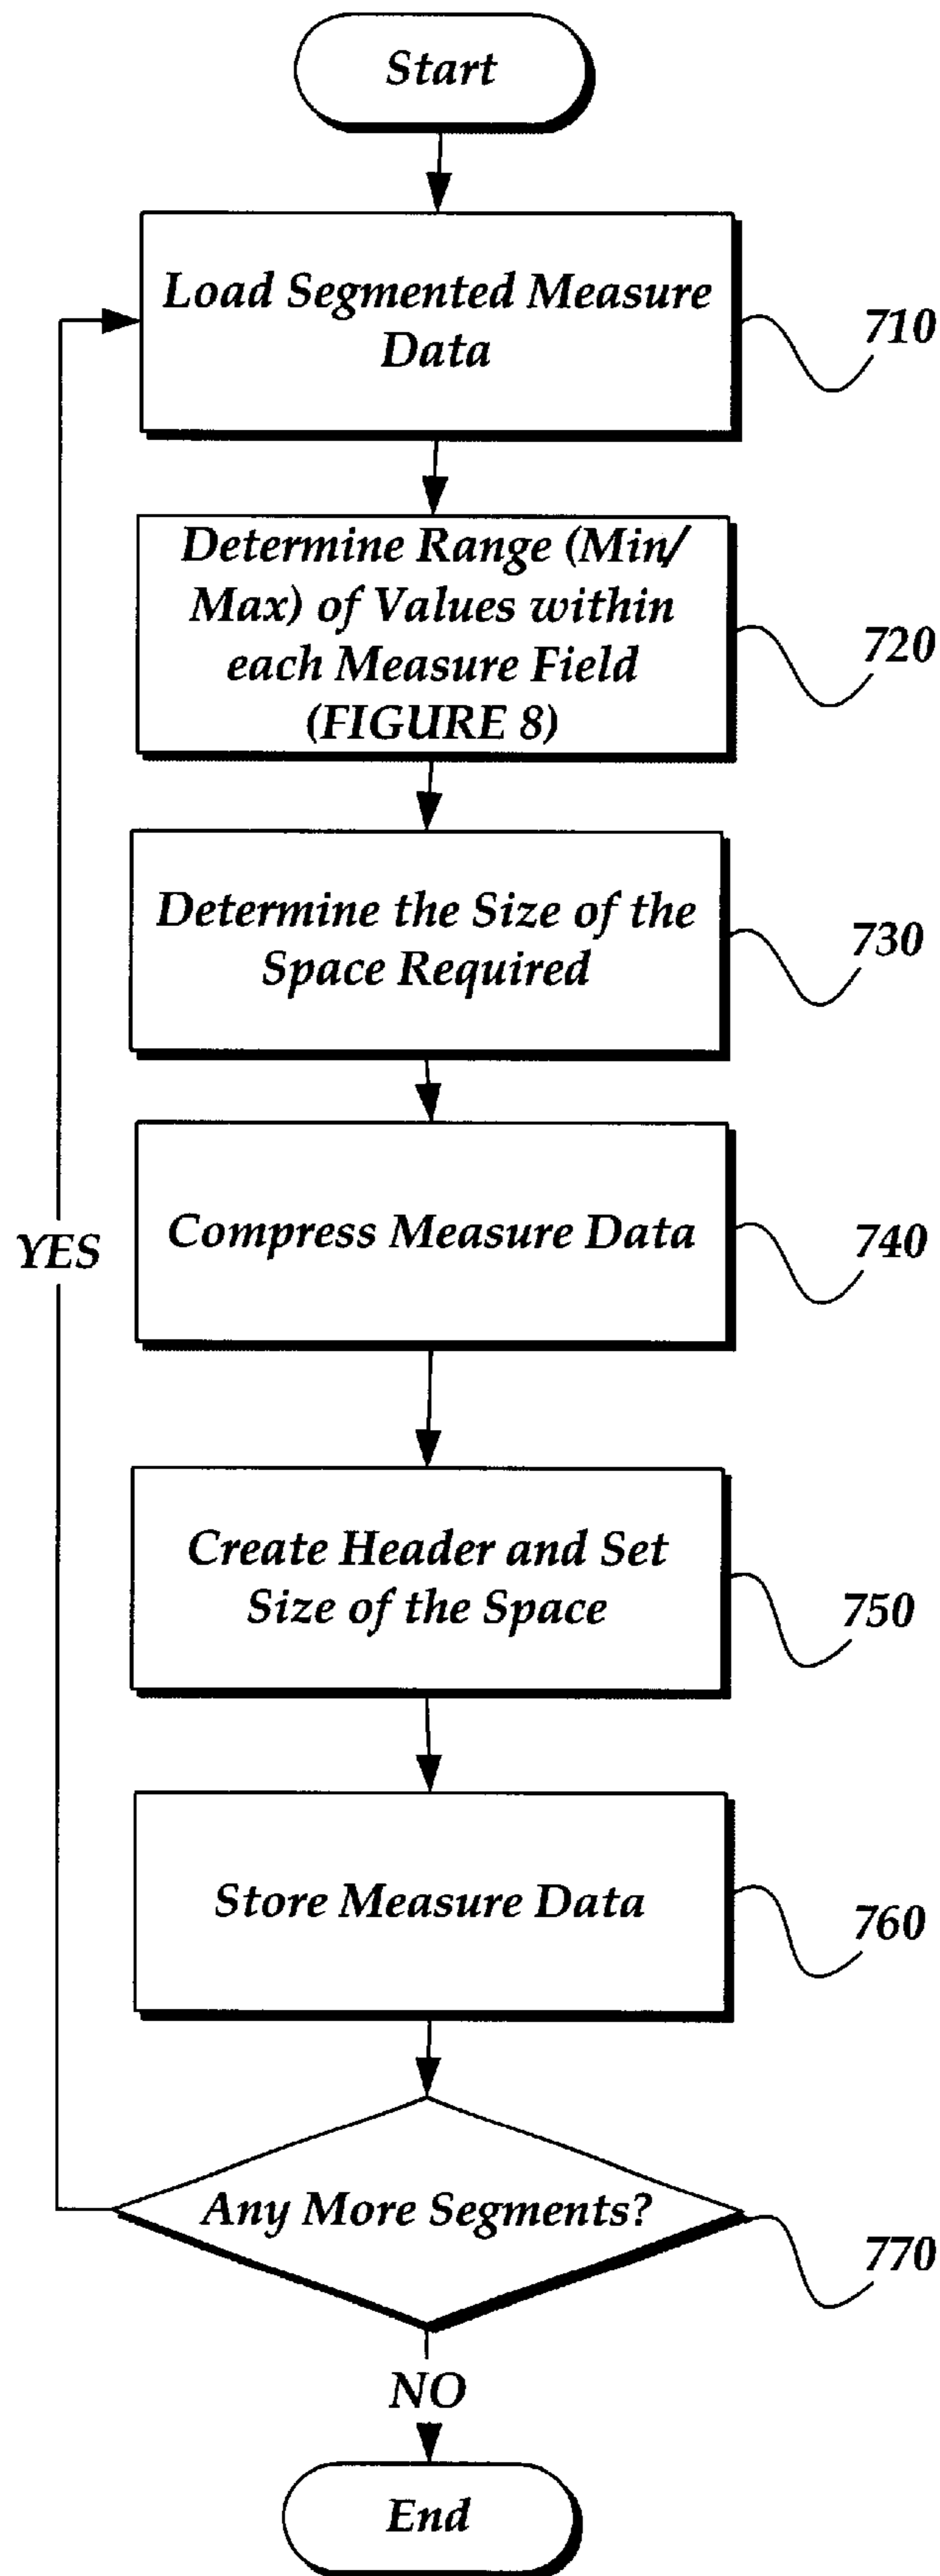 Start
Load Segmented Measure
Data
710
Determine Range (Min/
Max) of Values within
each Measure Field
(FIGURE 8)
720
Determine the Size of the
Space Required
730
Compress Measure Data
740
YES
Create Header and Set
Size of the Space
750
Store Measure Data
760
Any More Segments?
770
NO
End